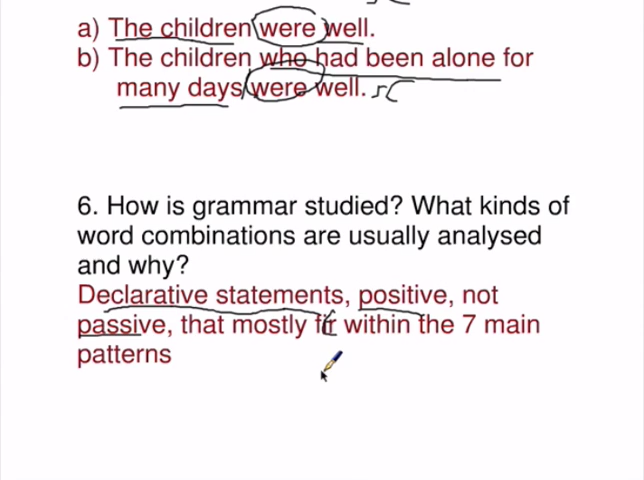 a) The children were well.
b) The children who had been alone for
many days were well. SC
6. How is grammar studied? What kinds of
word combinations are usually analysed
and why?
Declarative statements, positive, not
passive, that mostly fit within the 7 main
patterns